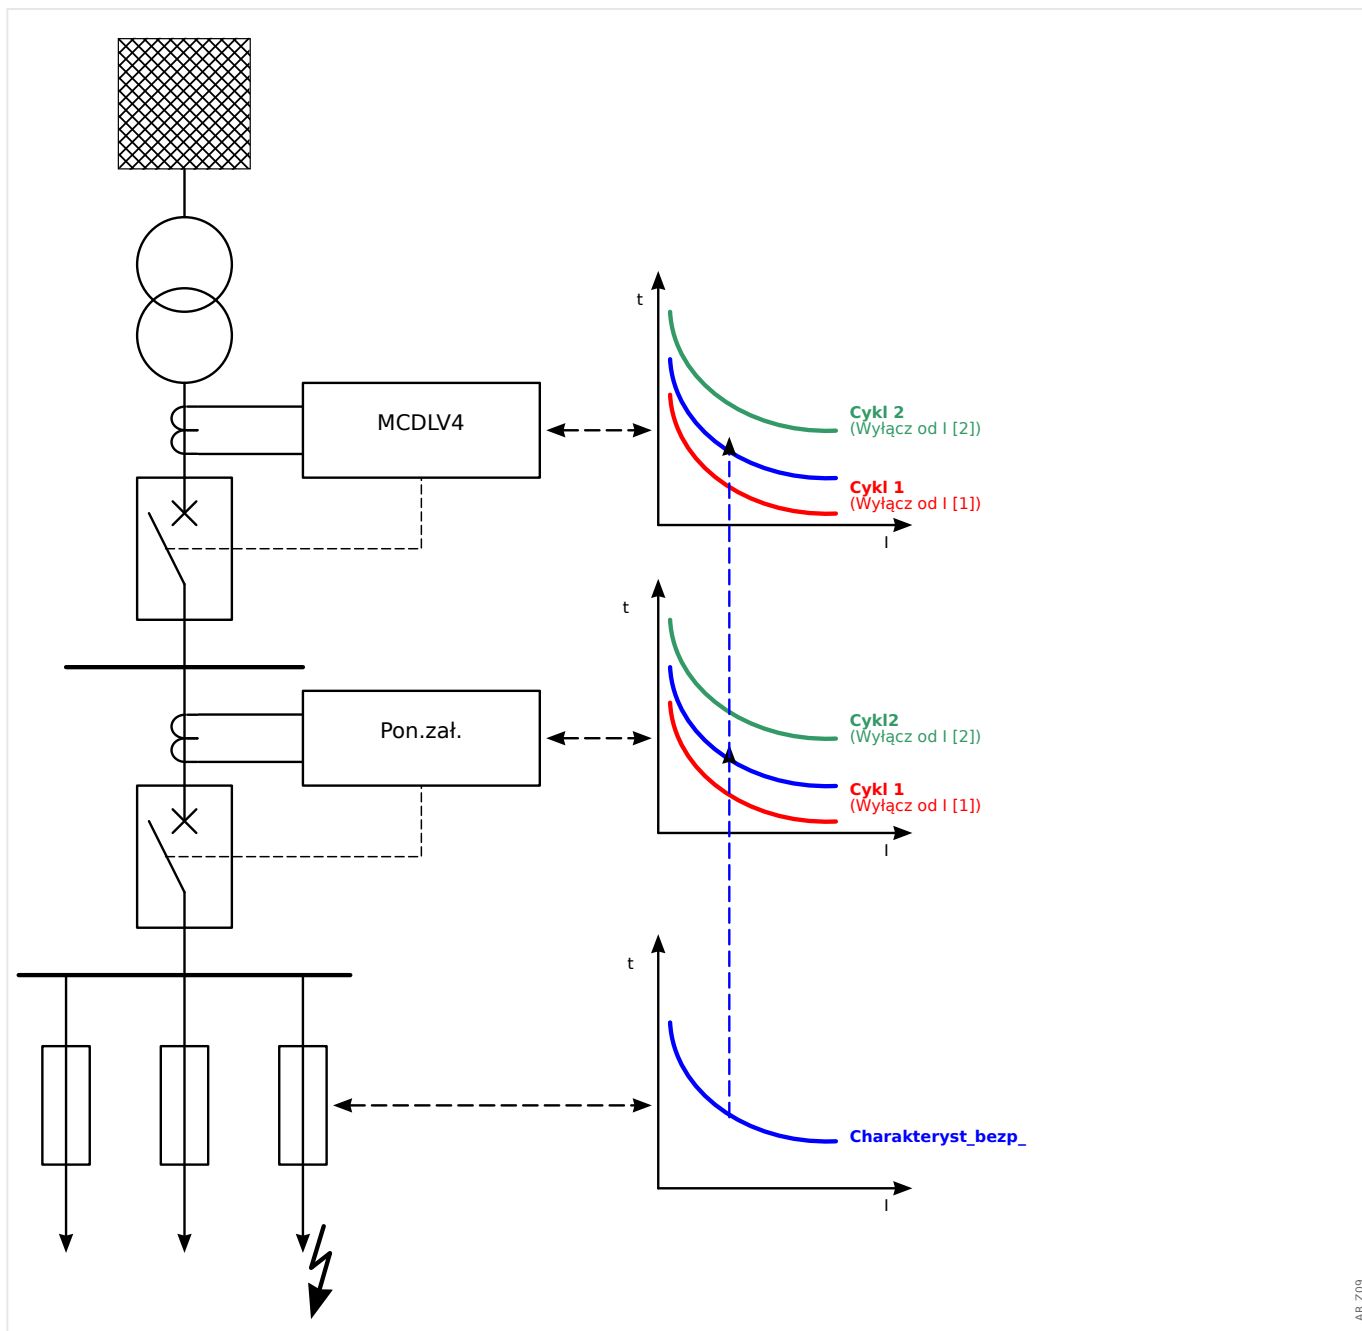 t
MCDLV4
Cykl 2
(Wyłącz od I [2])
Cykl 1
(Wyłącz od I [1])
I
t
Pon.zał.
Cykl2
(Wyłącz od I [2])
Cykl 1
(Wyłącz od I [1])
I
t
Charakteryst_bezp_
I
AR_Z09